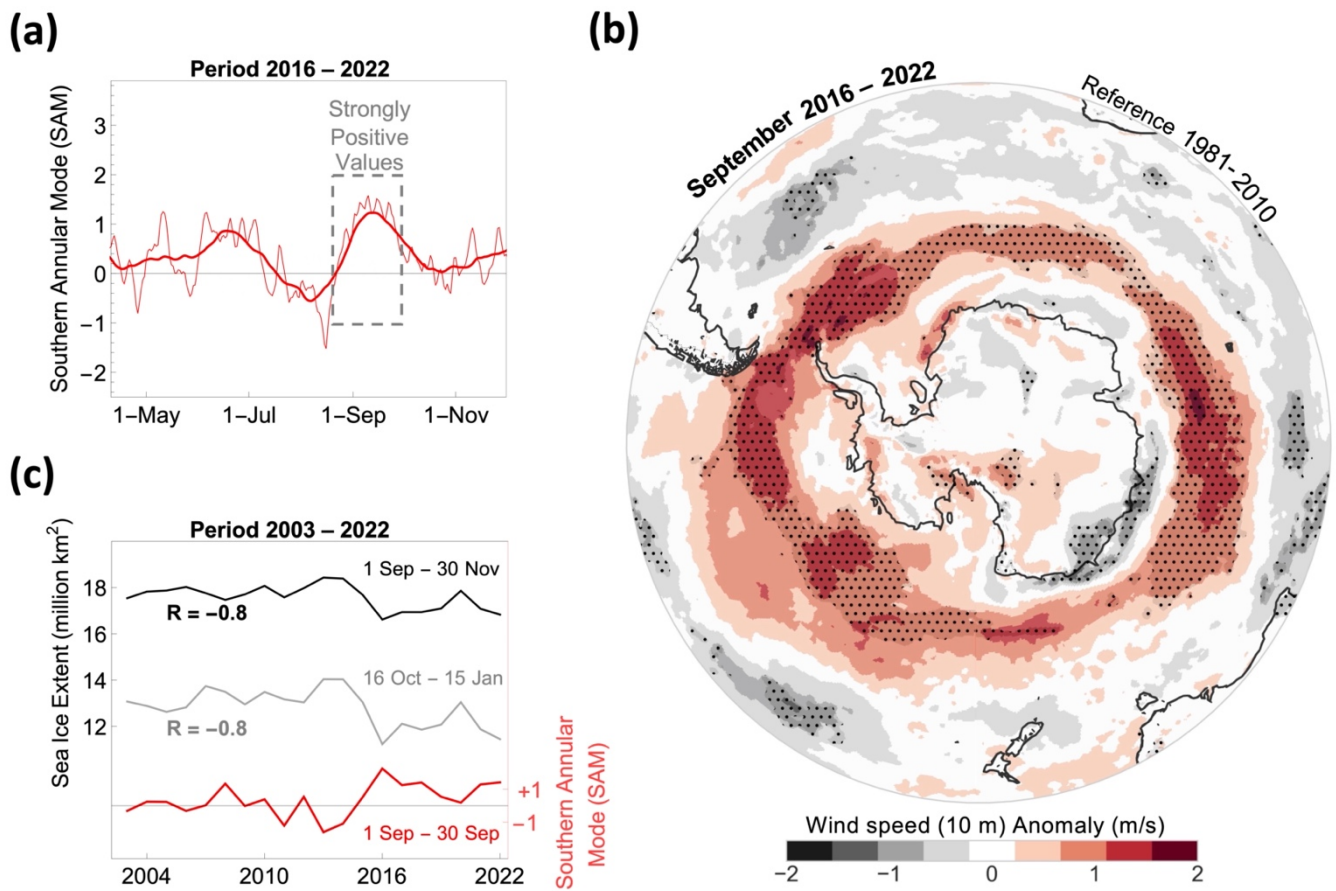 (a)
Period 2016 – 2022
Southern Annular Mode (SAM)
Strongly
Positive
Values
3
2
1
0
−1
−2
1–May
1–Jul
1–Sep
1–Nov
(b)
September 2016 – 2022
Reference 1981-2010
Wind speed (10 m) Anomaly (m/s)
−2
−1
0
1
2
(c)
Period 2003 – 2022
Sea Ice Extent (million km²)
18
16
14
12
1 Sep – 30 Nov
R = −0.8
16 Oct – 15 Jan
R = −0.8
+1
−1
1 Sep – 30 Sep
Southern Annular
Mode (SAM)
2004
2010
2016
2022